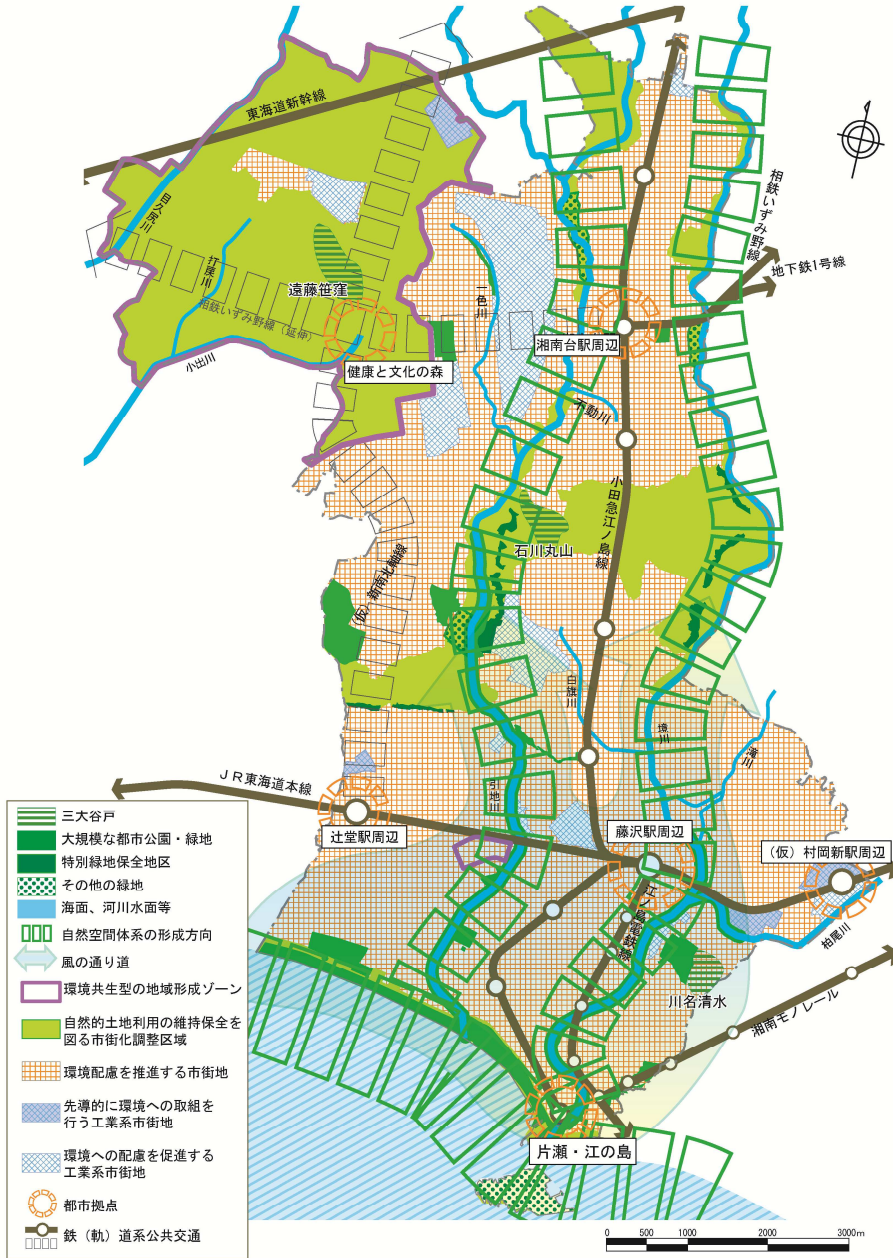 東海道新幹線
目久尻川
打戻川
遠藤笹窪
相鉄いずみ野線（延伸）
小出川
健康と文化の森
一色川
湘南台駅周辺
相鉄いずみ野線
地下鉄1号線
不動川
小田急江ノ島線
石川丸山
（仮）新南北軸線
白旗川
境川
滝川
引地川
ＪＲ東海道本線
辻堂駅周辺
藤沢駅周辺
（仮）村岡新駅周辺
江ノ島電鉄線
柏尾川
川名清水
湘南モノレール
片瀬・江の島
三大谷戸
大規模な都市公園・緑地
特別緑地保全地区
その他の緑地
海面、河川水面等
自然空間体系の形成方向
風の通り道
環境共生型の地域形成ゾーン
自然的土地利用の維持保全を
図る市街化調整区域
環境配慮を推進する市街地
先導的に環境への取組を
行う工業系市街地
環境への配慮を促進する
工業系市街地
都市拠点
鉄（軌）道系公共交通
0 500 1000 2000 3000m